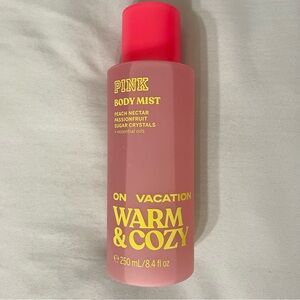 PINK
BODY MIST
PEACH NECTAR
PASSIONFRUIT
SUGAR CRYSTALS
+ essential oils
ON VACATION
WARM
& COZY
℮ 250 mL/8.4 fl oz